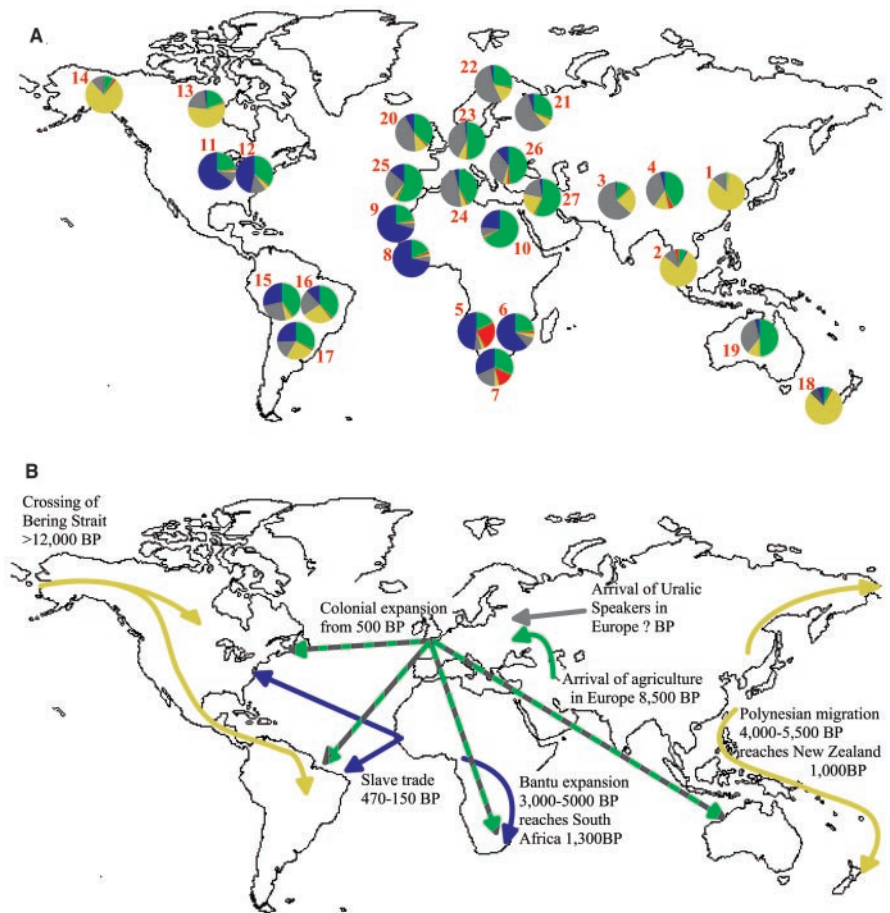 A
14
13
22
21
20
23
11
12
26
25
4
1
3
24
27
9
10
2
8
15
16
5
6
17
19
7
18
B
Crossing of
Bering Strait
>12,000 BP
Colonial expansion
from 500 BP
Arrival of Uralic
Speakers in
Europe ? BP
Arrival of agriculture
in Europe 8,500 BP
Polynesian migration
4,000-5,500 BP
reaches New Zealand
1,000BP
Slave trade
470-150 BP
Bantu expansion
3,000-5000 BP
reaches South
Africa 1,300BP